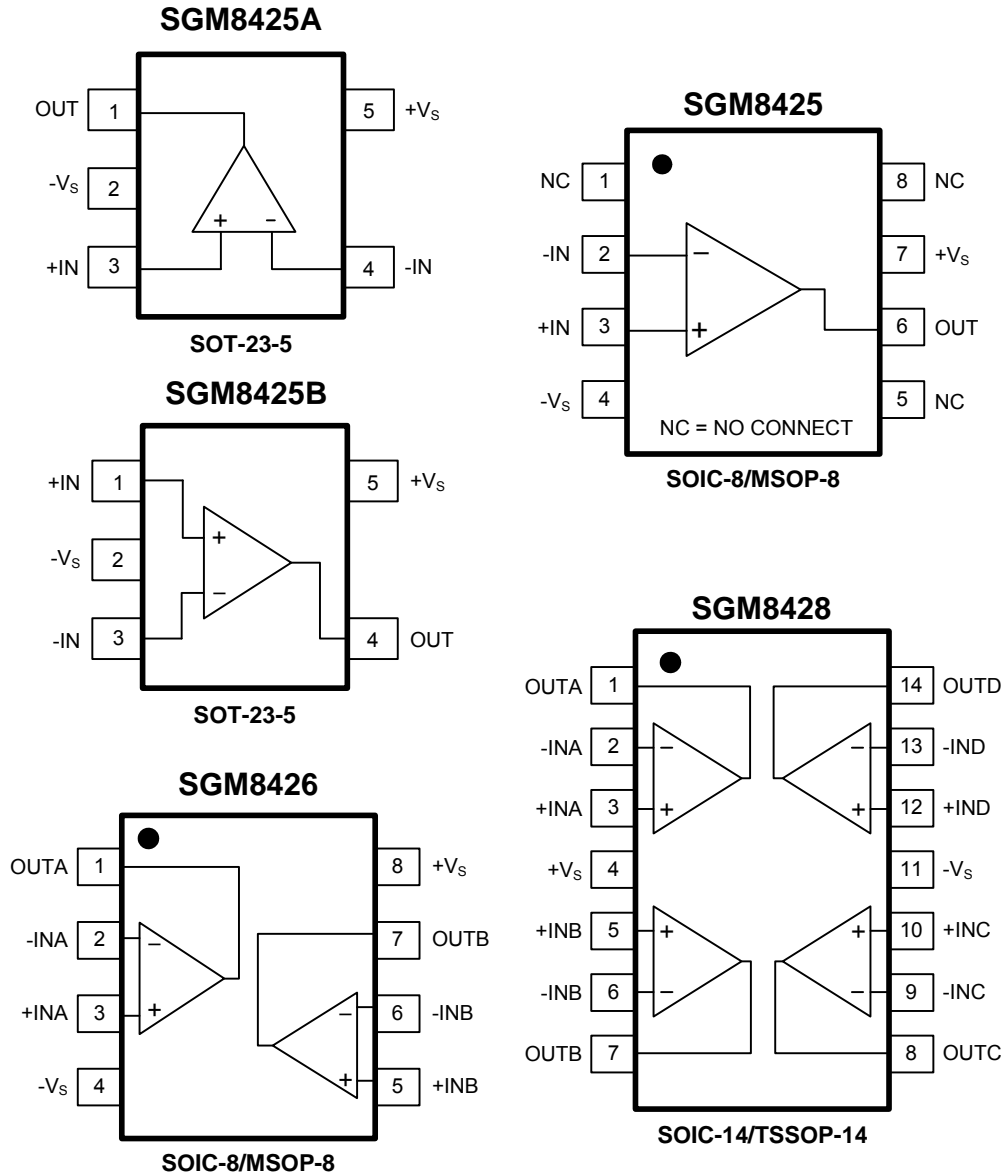 SGM8425A
OUT 1 5 +VS
-VS 2
+ -
+IN 3 4 -IN
SOT-23-5
SGM8425B
+IN 1 5 +VS
+
-VS 2
-
-IN 3 4 OUT
SOT-23-5
SGM8426
OUTA 1 8 +VS
-INA 2 - 7 OUTB
+INA 3 + - 6 -INB
-VS 4 + 5 +INB
SOIC-8/MSOP-8
SGM8425
NC 1 8 NC
-IN 2 - 7 +VS
+IN 3 + 6 OUT
-VS 4 5 NC
NC = NO CONNECT
SOIC-8/MSOP-8
SGM8428
OUTA 1 14 OUTD
-INA 2 - - 13 -IND
+INA 3 + + 12 +IND
+VS 4 11 -VS
+INB 5 + + 10 +INC
-INB 6 - - 9 -INC
OUTB 7 8 OUTC
SOIC-14/TSSOP-14